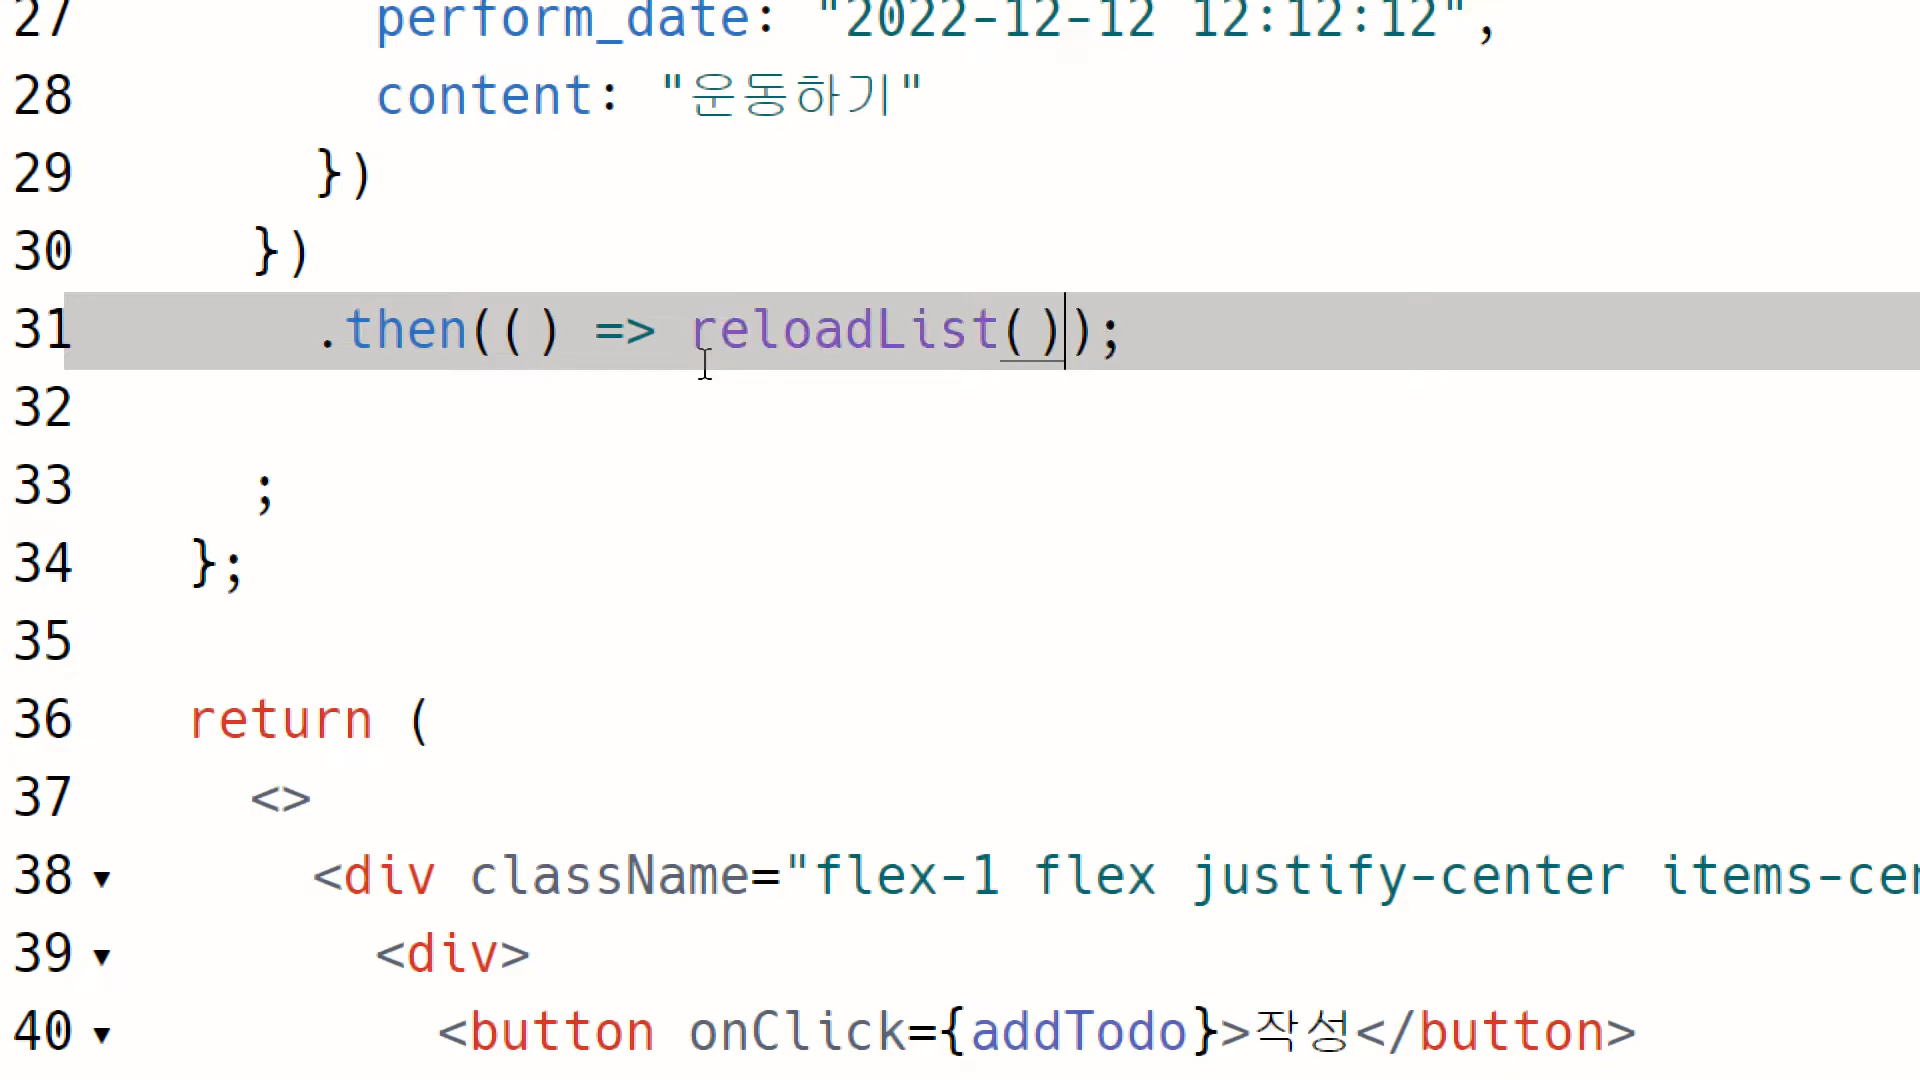 27 perform_date: "2022-12-12 12:12:12",
28 content: "운동하기"
29 })
30 })
31 .then(() => reloadList());
32
33 ;
34 };
35
36 return (
37 <>
38 ▾ <div className="flex-1 flex justify-center items-cen
39 ▾ <div>
40 ▾ <button onClick={addTodo}>작성</button>